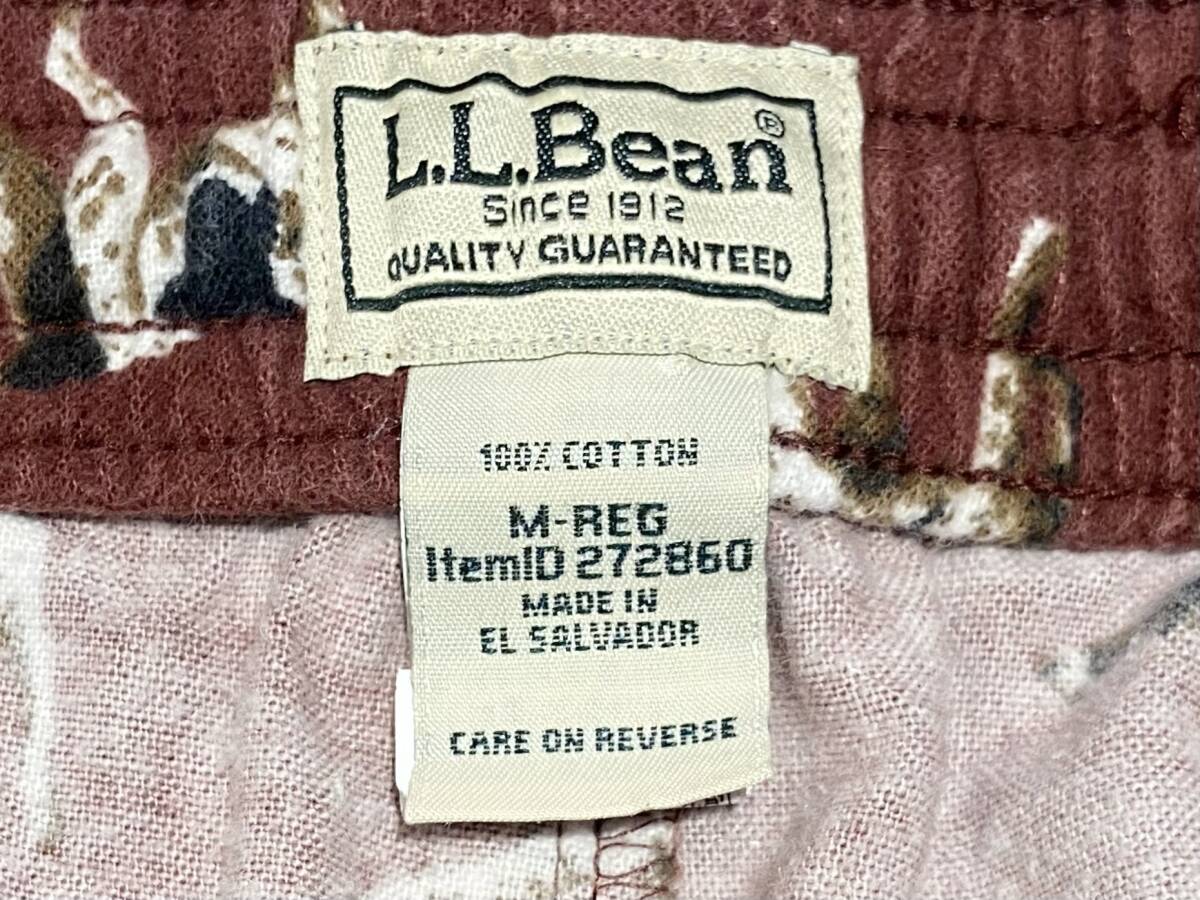 L.L.Bean®
Since 1912
QUALITY GUARANTEED
100% COTTON
M-REG
ItemID 272860
MADE IN
EL SALVADOR
CARE ON REVERSE